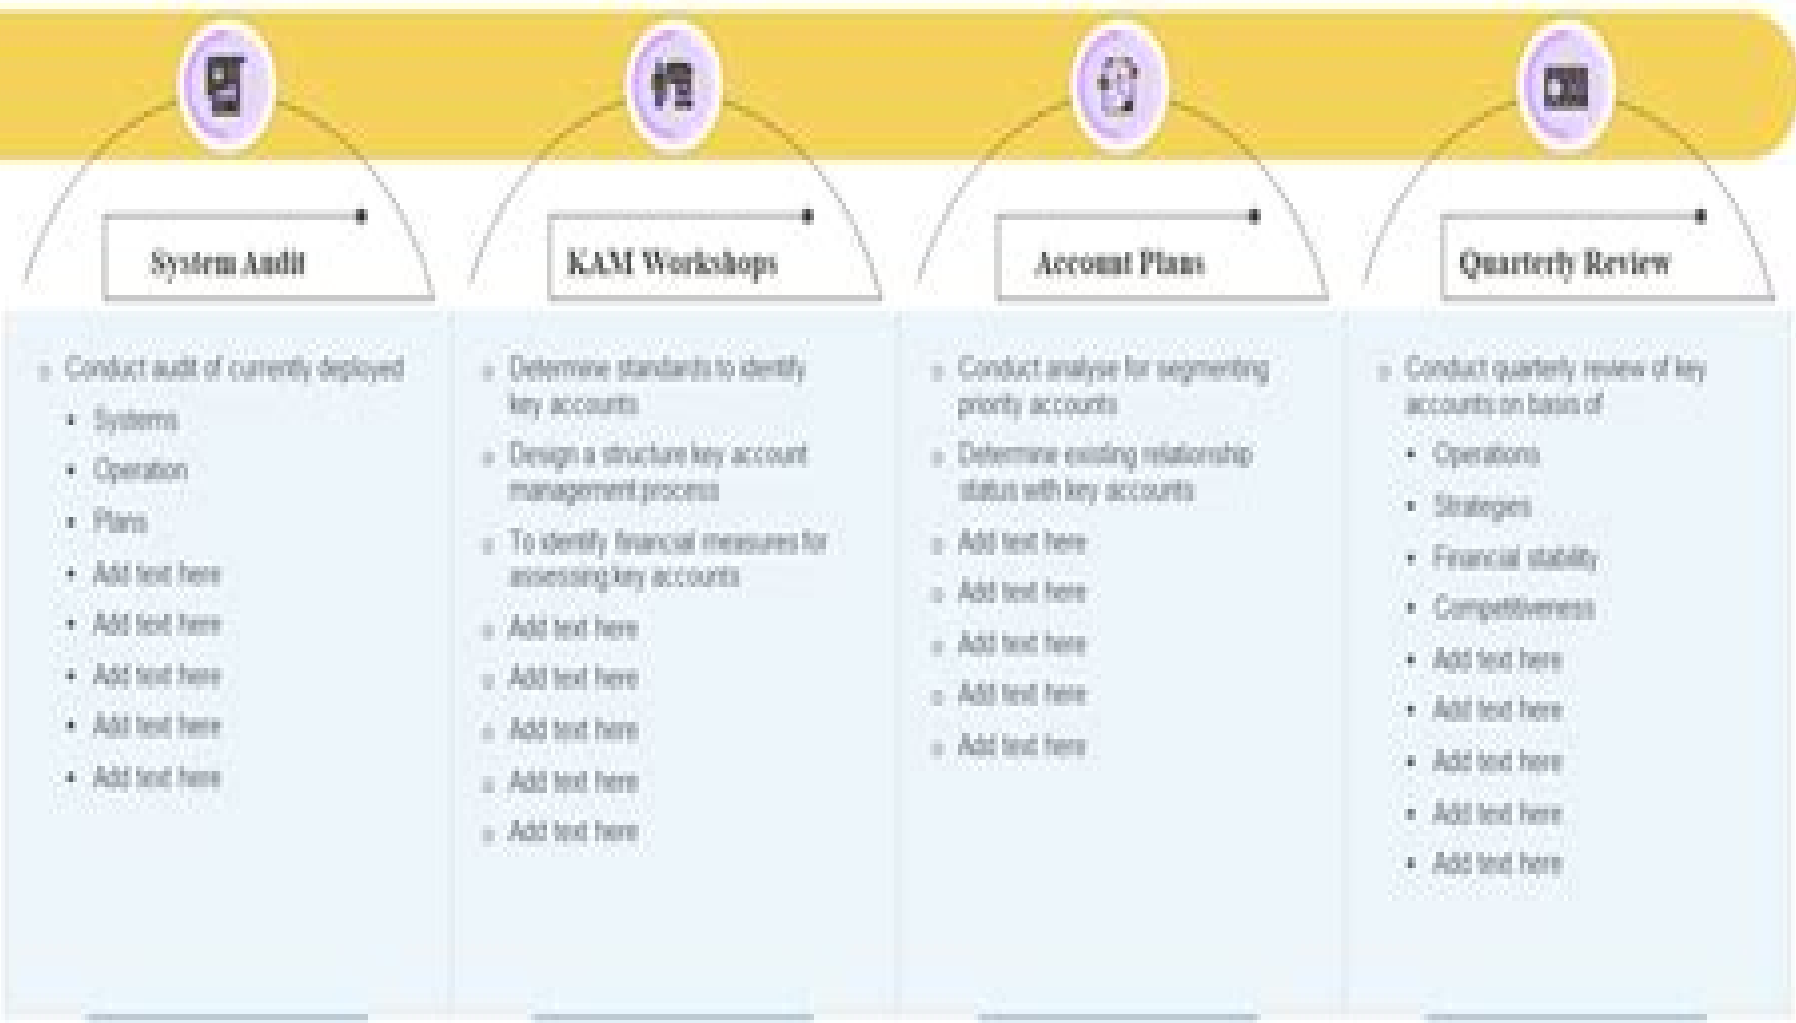 System Audit
Conduct audit of currently deployed
Systems
Operation
Plans
Add text here
Add text here
Add text here
Add text here
Add text here
KAM Workshops
Determine standards to identify
key accounts
Design a structure key account
management process
To identify financial measures for
assessing key accounts
Add text here
Add text here
Add text here
Add text here
Add text here
Account Plans
Conduct analyse for segmenting
priority accounts
Determine existing relationship
status with key accounts
Add text here
Add text here
Add text here
Add text here
Add text here
Quarterly Review
Conduct quarterly review of key
accounts on basis of
Operations
Strategies
Financial stability
Competitiveness
Add text here
Add text here
Add text here
Add text here
Add text here